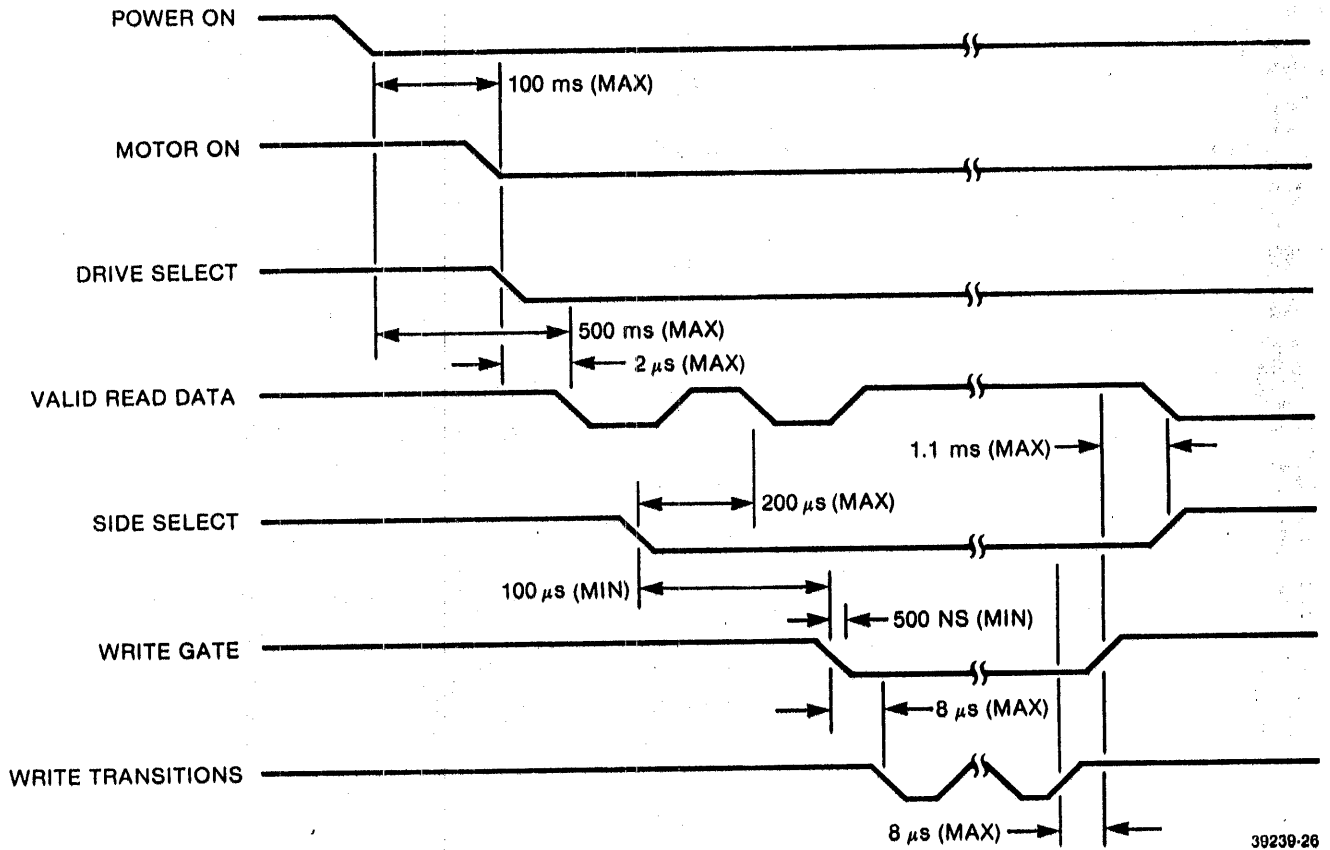 POWER ON
100 ms (MAX)
MOTOR ON
DRIVE SELECT
500 ms (MAX)
2 μs (MAX)
VALID READ DATA
1.1 ms (MAX)
200 μs (MAX)
SIDE SELECT
100 μs (MIN)
500 NS (MIN)
WRITE GATE
8 μs (MAX)
WRITE TRANSITIONS
8 μs (MAX)
39239-26